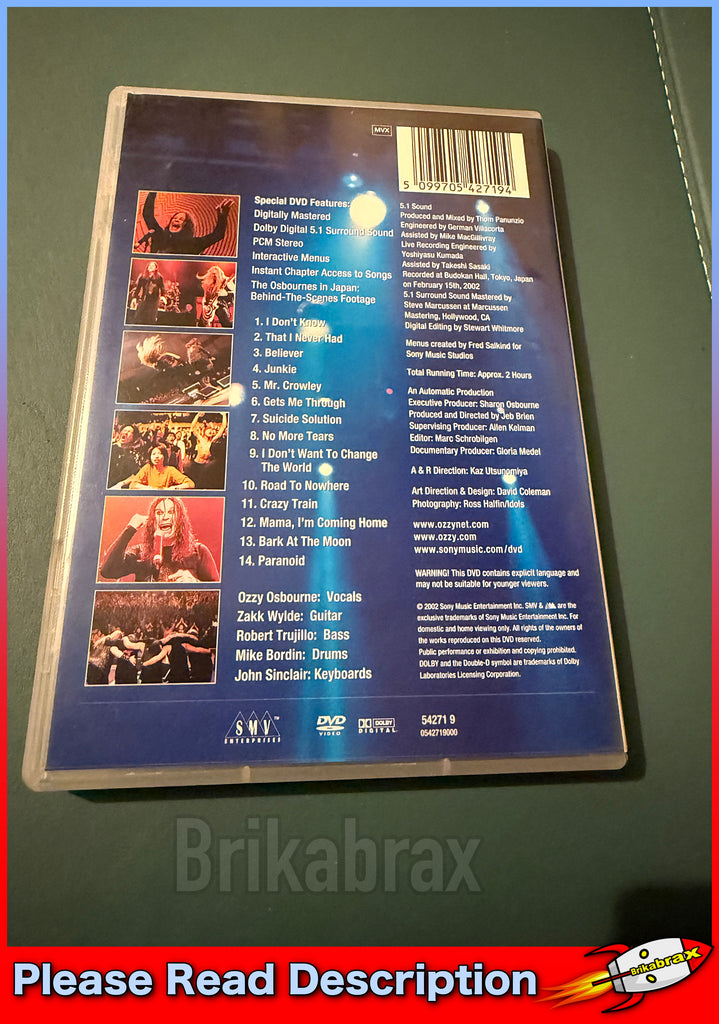 MVX
5 099705 427194
Special DVD Features:
Digitally Mastered
Dolby Digital 5.1 Surround Sound
PCM Stereo
Interactive Menus
Instant Chapter Access to Songs
The Osbournes in Japan:
Behind-The-Scenes Footage
1. I Don't Know
2. That I Never Had
3. Believer
4. Junkie
5. Mr. Crowley
6. Gets Me Through
7. Suicide Solution
8. No More Tears
9. I Don't Want To Change
The World
10. Road To Nowhere
11. Crazy Train
12. Mama, I'm Coming Home
13. Bark At The Moon
14. Paranoid
Ozzy Osbourne: Vocals
Zakk Wylde: Guitar
Robert Trujillo: Bass
Mike Bordin: Drums
John Sinclair: Keyboards
5.1 Sound
Produced and Mixed by Thom Panunzio
Engineered by German Villacorta
Assisted by Mike MacGillivray
Live Recording Engineered by
Yoshiyasu Kumada
Assisted by Takeshi Sasaki
Recorded at Budokan Hall, Tokyo, Japan
on February 15th, 2002
5.1 Surround Sound Mastered by
Steve Marcussen at Marcussen
Mastering, Hollywood, CA
Digital Editing by Stewart Whitmore
Menus created by Fred Salkind for
Sony Music Studios
Total Running Time: Approx. 2 Hours
An Automatic Production
Executive Producer: Sharon Osbourne
Produced and Directed by Jeb Brien
Supervising Producer: Allen Kelman
Editor: Marc Schrobilgen
Documentary Producer: Gloria Medel
A & R Direction: Kaz Utsunomiya
Art Direction & Design: David Coleman
Photography: Ross Halfin/Idols
www.ozzynet.com
www.ozzy.com
www.sonymusic.com/dvd
WARNING! This DVD contains explicit language and
may not be suitable for younger viewers.
© 2002 Sony Music Entertainment Inc. SMV & are the
exclusive trademarks of Sony Music Entertainment Inc. For
domestic and home viewing only. All rights of the owners of
the works reproduced on this DVD reserved.
Public performance or exhibition and copying prohibited.
DOLBY and the Double-D symbol are trademarks of Dolby
Laboratories Licensing Corporation.
SMV™
ENTERPRISES
DVD
VIDEO
DOLBY
DIGITAL
54271 9
0542719000
Brikabrax
Please Read Description
Brikabrax